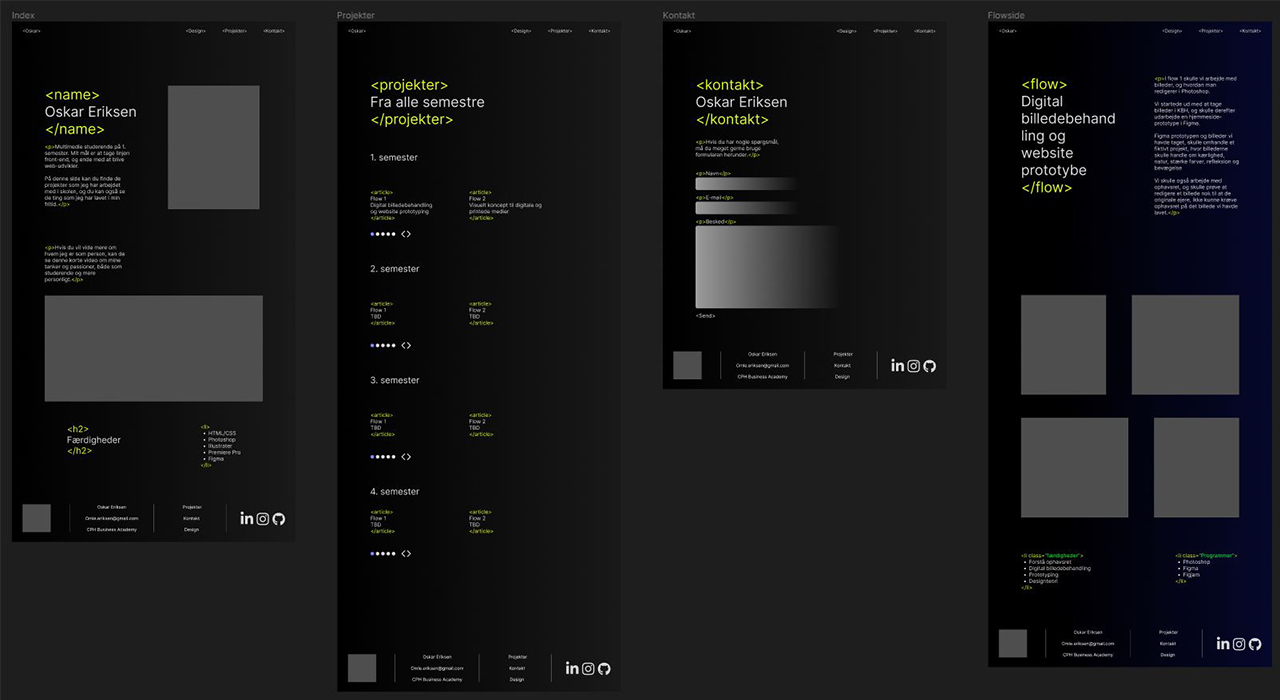 Index
<Oskar>
<Design> <Projekter> <Kontakt>
<name>
Oskar Eriksen
</name>
<p>Multimedie studerende på 1.
semester. Mit mål er at tage linjen
front-end, og ende med at blive
web-udvikler.
På denne side kan du finde de
projekter som jeg har arbejdet
med i skolen, og du kan også se
de ting som jeg har lavet i min
fritid.</p>
<p>Hvis du vil vide mere om
hvem jeg er som person, kan de
se denne korte video om mine
tanker og passioner, både som
studerende og mere
personligt.</p>
<h2>
Færdigheder
</h2>
<li>
HTML/CSS
Photoshop
Illustrater
Premiere Pro
Figma
</li>
Oskar Eriksen
Omle.eriksen@gmail.com
CPH Business Academy
Projekter
Kontakt
Design
in
Projekter
<Oskar>
<Design> <Projekter> <Kontakt>
<projekter>
Fra alle semestre
</projekter>
1. semester
<article>
Flow 1
Digital billedebehandling
og website prototyping
</article>
<article>
Flow 2
Visuelt koncept til digitale og
printede medier
</article>
<>
2. semester
<article>
Flow 1
TBD
</article>
<article>
Flow 2
TBD
</article>
<>
3. semester
<article>
Flow 1
TBD
</article>
<article>
Flow 2
TBD
</article>
<>
4. semester
<article>
Flow 1
TBD
</article>
<article>
Flow 2
TBD
</article>
<>
Oskar Eriksen
Omle.eriksen@gmail.com
CPH Business Academy
Projekter
Kontakt
Design
in
Kontakt
<Oskar>
<Design> <Projekter> <Kontakt>
<kontakt>
Oskar Eriksen
</kontakt>
<p>Hvis du har nogle spørgsmål,
må du meget gerne bruge
formularen herunder.</p>
<p>Navn</p>
<p>E-mail</p>
<p>Besked</p>
<Send>
Oskar Eriksen
Omle.eriksen@gmail.com
CPH Business Academy
Projekter
Kontakt
Design
in
Flowside
<Oskar>
<Design> <Projekter> <Kontakt>
<flow>
Digital
billedebehand
ling og
website
prototybe
</flow>
<p>I flow 1 skulle vi arbejde med
billeder, og hvordan man
redigerer i Photoshop.
Vi startede ud med at tage
billeder i KBH, og skulle derefter
udarbejde en hjemmeside-
prototype i Figma.
Figma prototypen og billeder vi
havde taget, skulle omhandle et
fiktivt projekt, hvor billederne
skulle handle om kærlighed,
natur, stærke farver, refleksion og
bevægelse
Vi skulle også arbejde med
ophavsret, og skulle prøve at
redigere et billede nok til at de
originale ejere, ikke kunne kræve
ophavsret på det billede vi havde
lavet.</p>
<li class="færdigheder">
Forstå ophavsret
Digital billedebehandling
Prototyping
Designteori
</li>
<li class="Programmer">
Photoshop
Figma
Figjam
</li>
Oskar Eriksen
Omle.eriksen@gmail.com
CPH Business Academy
Projekter
Kontakt
Design
in